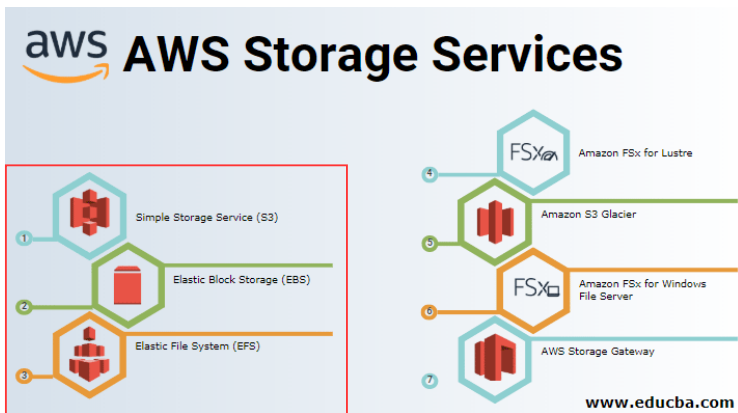 aws AWS Storage Services
1 Simple Storage Service (S3)
2 Elastic Block Storage (EBS)
3 Elastic File System (EFS)
4 FSx Amazon FSx for Lustre
5 Amazon S3 Glacier
6 FSx Amazon FSx for Windows
File Server
7 AWS Storage Gateway
www.educba.com